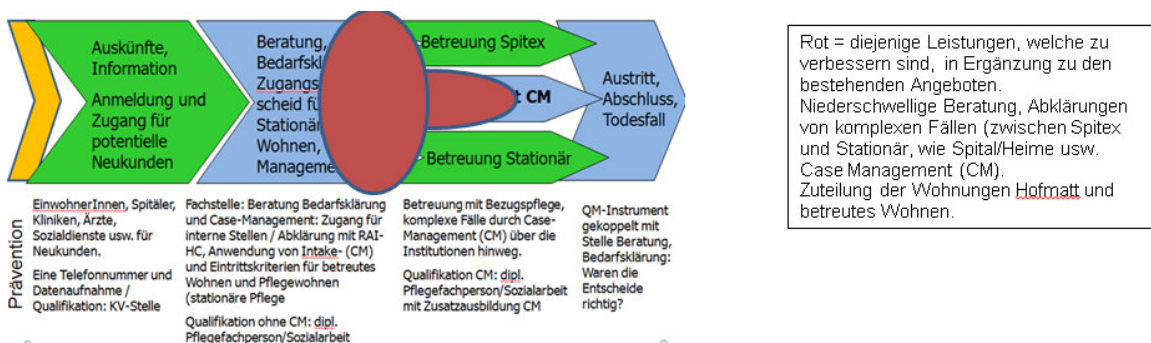 Auskünfte,
Information
Anmeldung und
Zugang für
potentielle
Neukunden
Beratung,
Zugangs
scheid
Wohnen,
Betreuung Spitex
CM
Betreuung Stationär
Austritt,
Abschluss,
Todesfall
Prävention
EinwohnerInnen, Spitäler,
Kliniken, Ärzte,
Sozialdienste usw. für
Neukunden.
Eine Telefonnummer und
Datenaufnahme /
Qualifikation: KV-Stelle
Fachstelle: Beratung Bedarfsklärung
und Case-Management: Zugang für
interne Stellen / Abklärung mit RAI-
HC, Anwendung von Intake- (CM)
und Eintrittskriterien für betreutes
Wohnen und Pflegewohnen
(stationäre Pflege
Qualifikation ohne CM: dipl.
Pflegefachperson/Sozialarbeit
Betreuung mit Bezugspflege,
komplexe Fälle durch Case-
Management (CM) über die
Institutionen hinweg.
Qualifikation CM: dipl.
Pflegefachperson/Sozialarbeit
mit Zusatzausbildung CM
QM-Instrument
gekoppelt mit
Stelle Beratung,
Bedarfsklärung:
Waren die
Entscheide
richtig?
Rot = diejenige Leistungen, welche zu
verbessern sind, in Ergänzung zu den
bestehenden Angeboten.
Niederschwellige Beratung, Abklärungen
von komplexen Fällen (zwischen Spitex
und Stationär, wie Spital/Heime usw.
Case Management (CM).
Zuteilung der Wohnungen Hofmatt und
betreutes Wohnen.